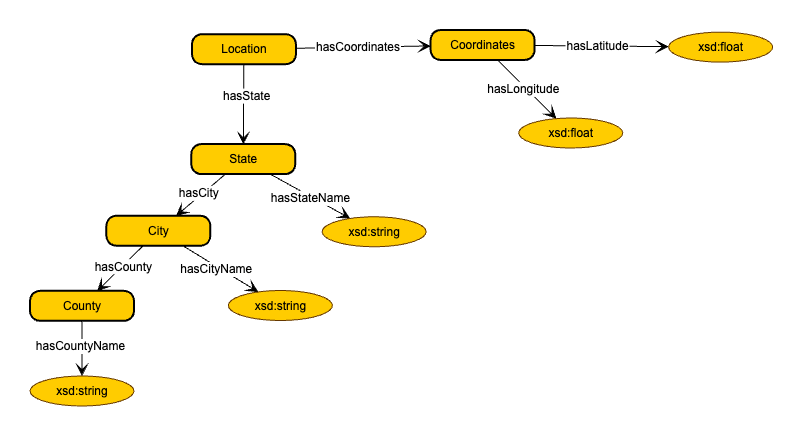 Location
hasCoordinates
Coordinates
hasLatitude
xsd:float
hasLongitude
hasState
xsd:float
State
hasCity
hasStateName
City
xsd:string
hasCounty
hasCityName
County
xsd:string
hasCountyName
xsd:string